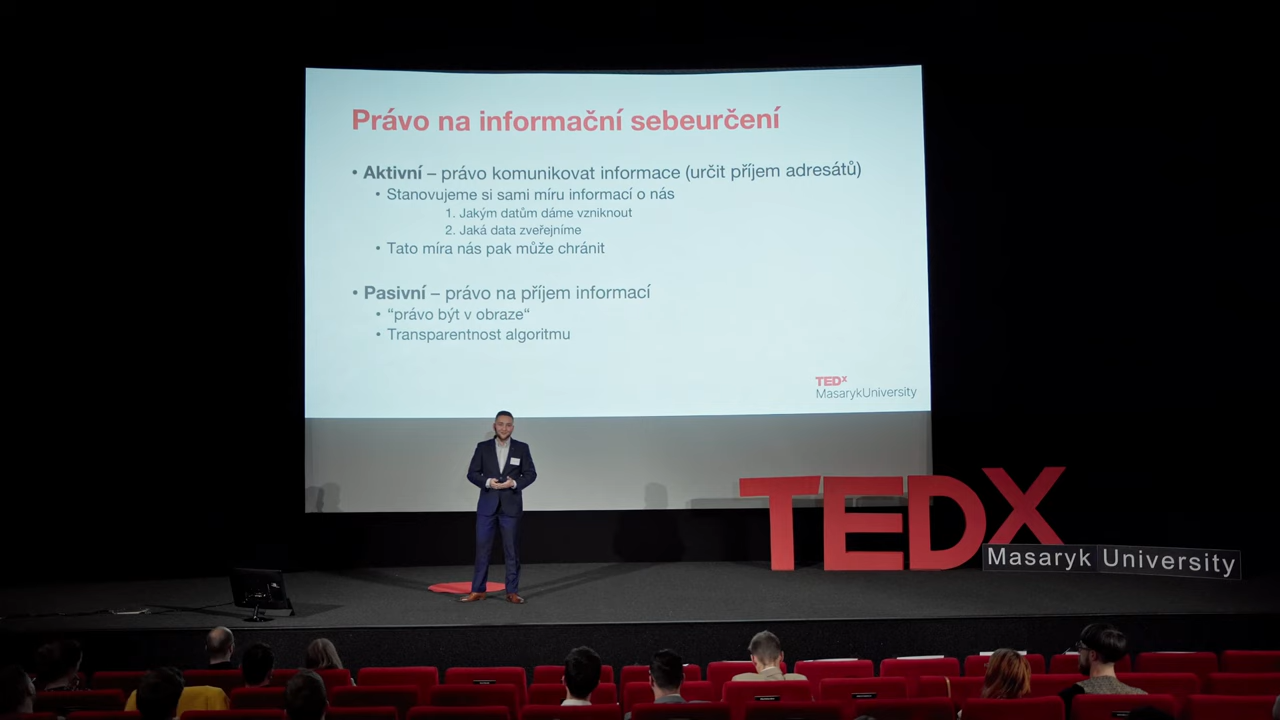 Právo na informační sebeurčení
• Aktivní – právo komunikovat informace (určit příjem adresátů)
• Stanovujeme si sami míru informací o nás
1. Jakým datům dáme vzniknout
2. Jaká data zveřejníme
• Tato míra nás pak může chránit
• Pasivní – právo na příjem informací
• “právo být v obraze“
• Transparentnost algoritmu
TEDx
MasarykUniversity
TEDX
Masaryk University